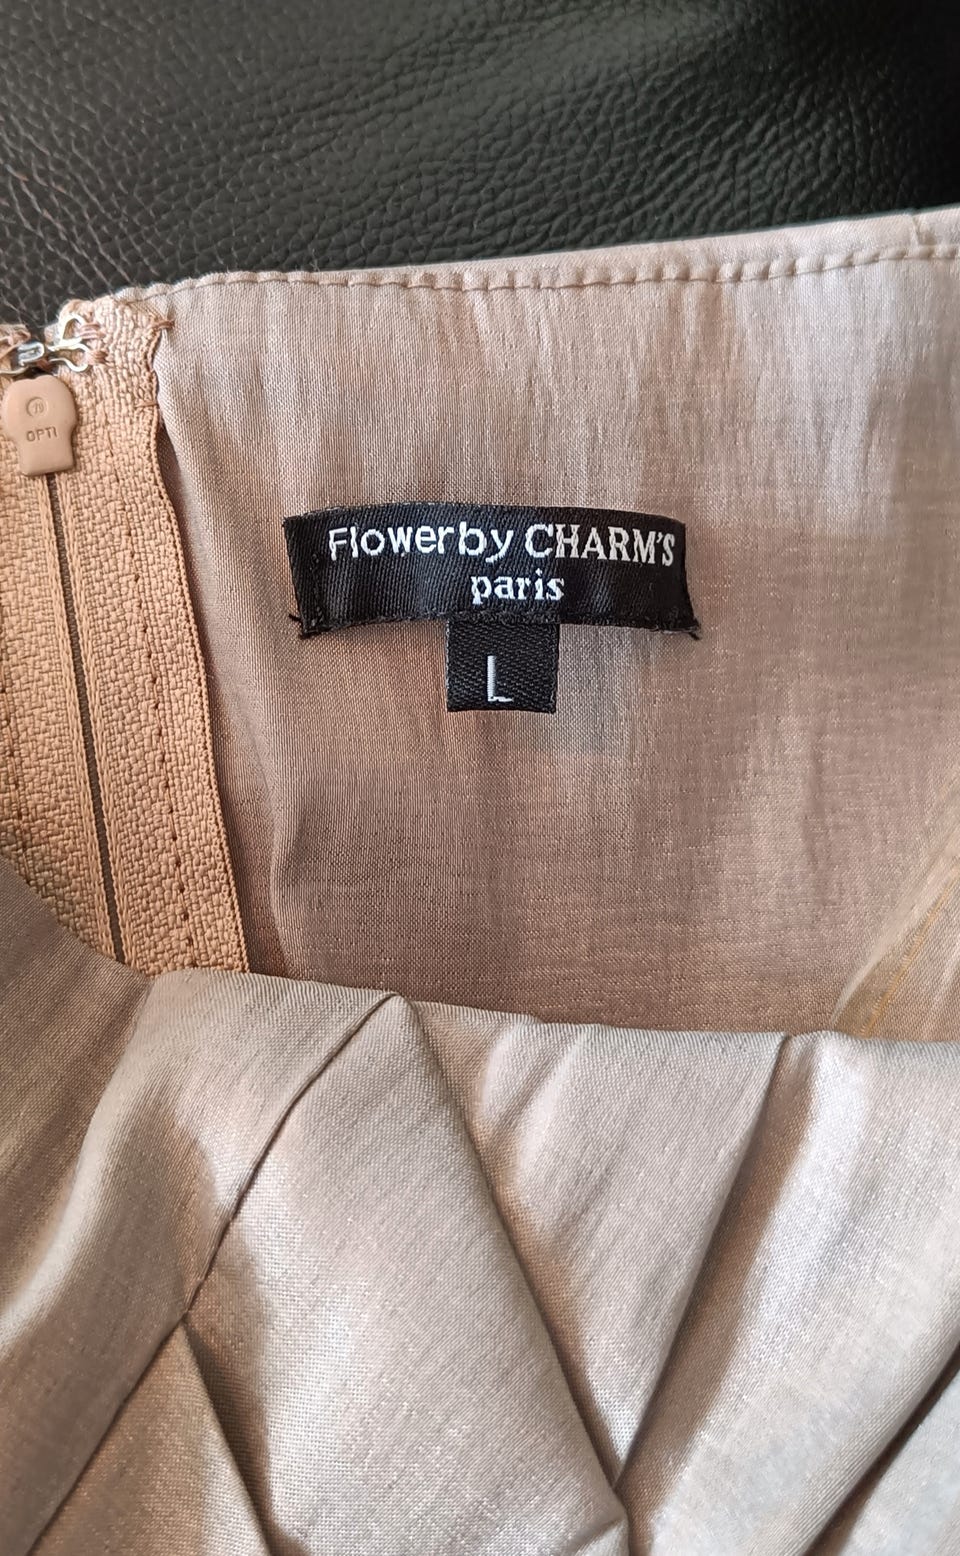 ® OPTI
Flowerby CHARM'S
paris
L